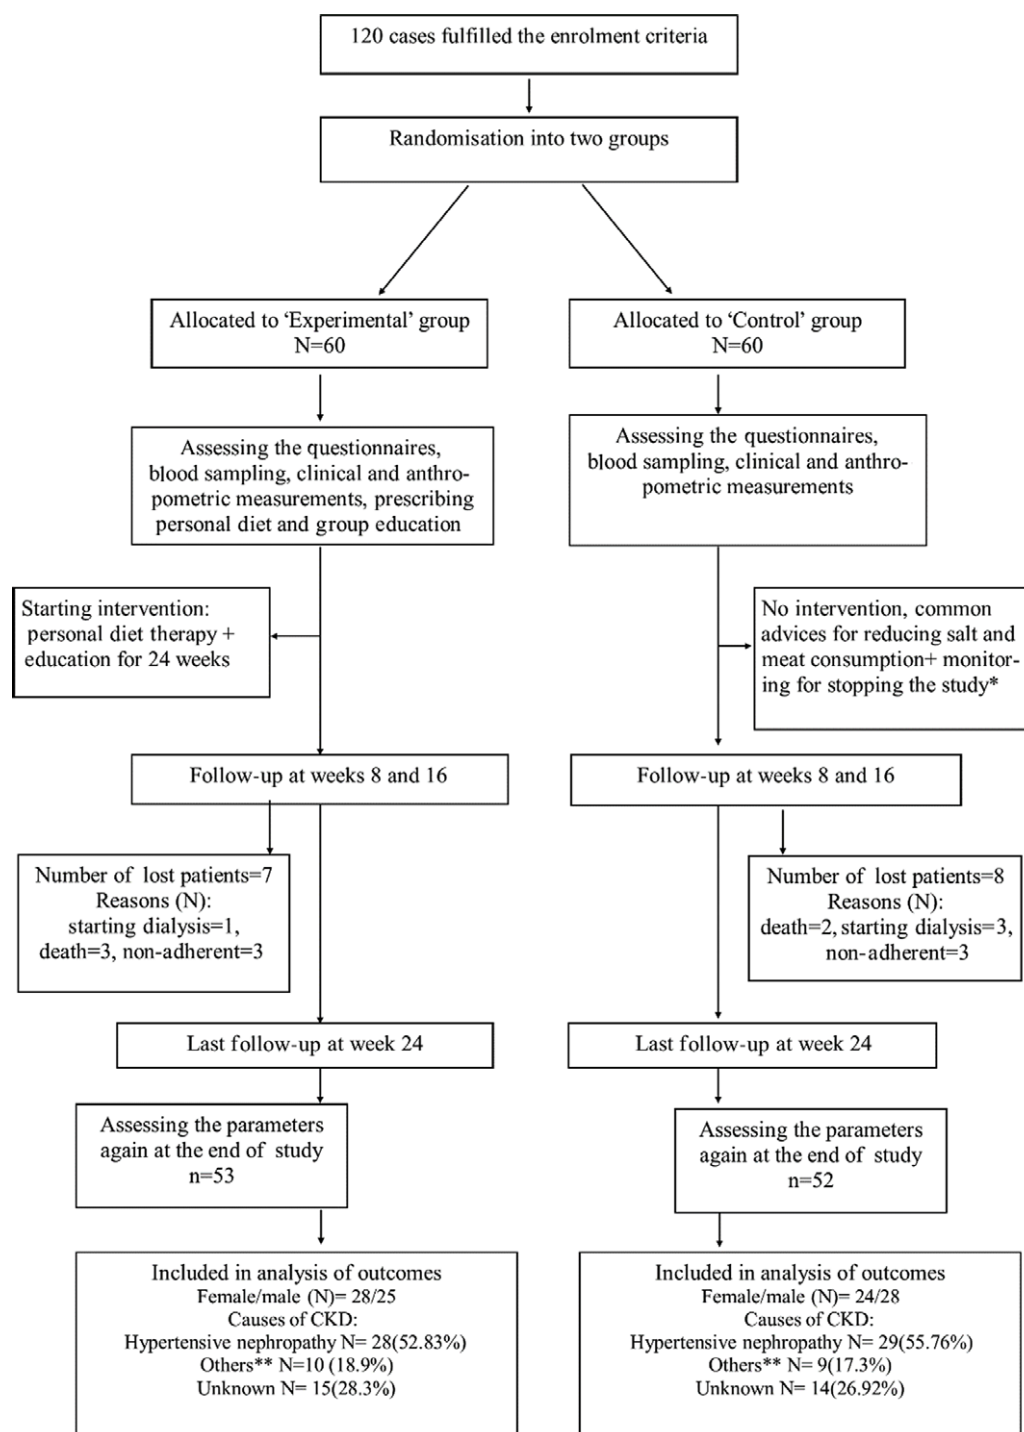 120 cases fulfilled the enrolment criteria
Randomisation into two groups
Allocated to ‘Experimental’ group
N=60
Allocated to ‘Control’ group
N=60
Assessing the questionnaires,
blood sampling, clinical and anthro-
pometric measurements, prescribing
personal diet and group education
Assessing the questionnaires,
blood sampling, clinical and anthro-
pometric measurements
Starting intervention:
personal diet therapy +
education for 24 weeks
No intervention, common
advices for reducing salt and
meat consumption+ monitor-
ing for stopping the study*
Follow-up at weeks 8 and 16
Follow-up at weeks 8 and 16
Number of lost patients=7
Reasons (N):
starting dialysis=1,
death=3, non-adherent=3
Number of lost patients=8
Reasons (N):
death=2, starting dialysis=3,
non-adherent=3
Last follow-up at week 24
Last follow-up at week 24
Assessing the parameters
again at the end of study
n=53
Assessing the parameters
again at the end of study
n=52
Included in analysis of outcomes
Female/male (N)= 28/25
Causes of CKD:
Hypertensive nephropathy N= 28(52.83%)
Others** N=10 (18.9%)
Unknown N= 15(28.3%)
Included in analysis of outcomes
Female/male (N)= 24/28
Causes of CKD:
Hypertensive nephropathy N= 29(55.76%)
Others** N= 9(17.3%)
Unknown N= 14(26.92%)